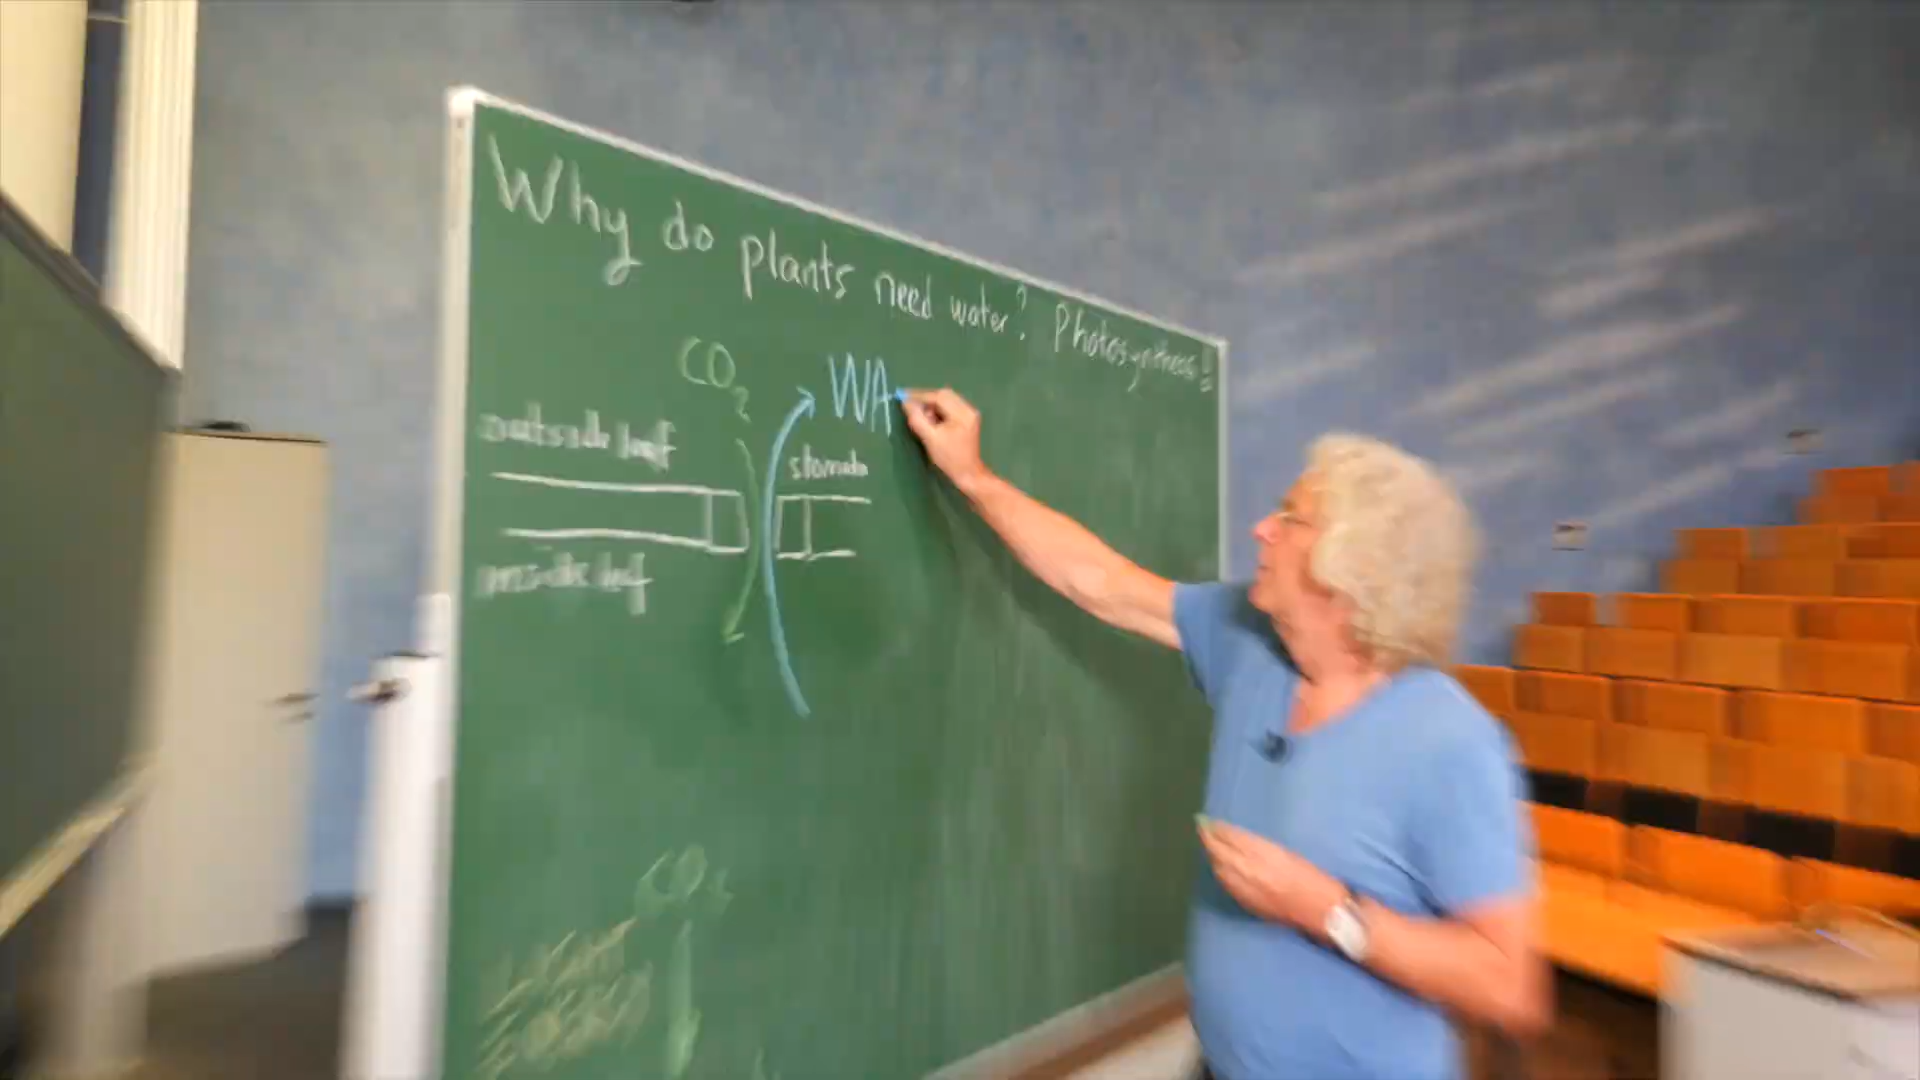 Why do plants need water? Photosynthesis!
CO2
WA
outside leaf
stomata
inside leaf
CO2